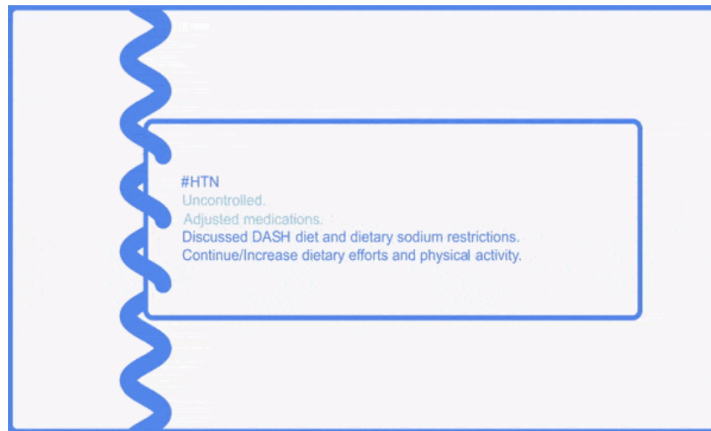 #HTN
Uncontrolled.
Adjusted medications.
Discussed DASH diet and dietary sodium restrictions.
Continue/Increase dietary efforts and physical activity.